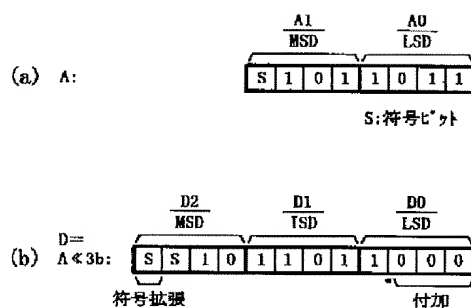 A1 A0
MSD LSD
(a) A: S 1 0 1 1 0 1 1
S;符号ビット
D2 D1 D0
MSD TSD LSD
(b) D=
A≪3b: S S 1 0 1 1 0 1 1 0 0 0
符号拡張 付加